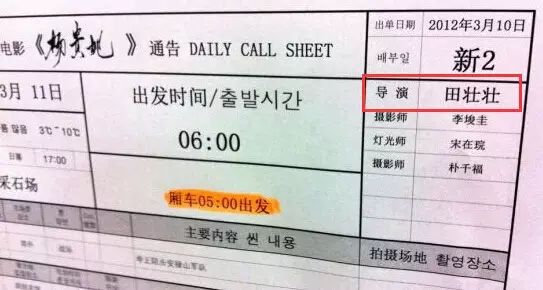 电影《杨贵妃》通告 DAILY CALL SHEET
出单日期 2012年3月10日
배부일 新2
3月 11日
出发时间/출발시간
导 演 田壮壮
3℃~10℃
06:00
摄影师 李埈圭
灯光师 宋在琓
日落 17:00
摄影师 朴千福
采石场
厢车05:00出发
主要内容 씬 내용
拍摄场地 촬영장소